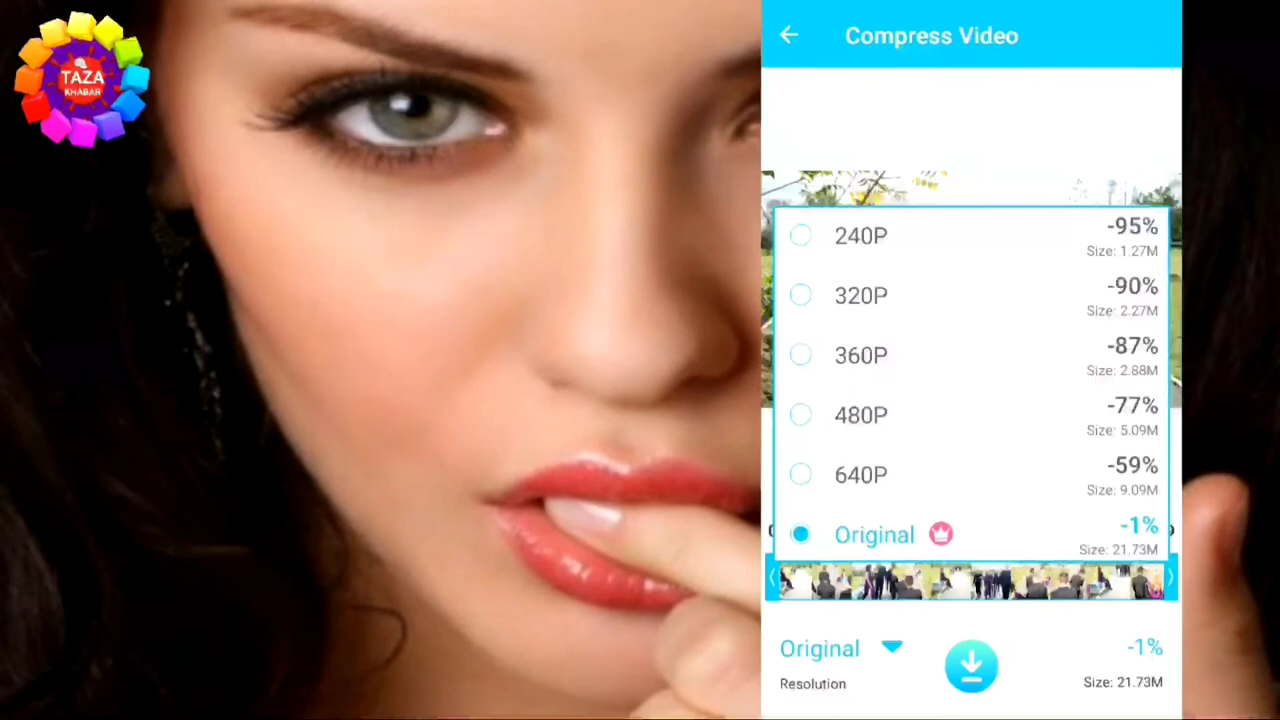 TAZA
KHABAR
Compress Video
240P
-95%
Size: 1.27M
320P
-90%
Size: 2.27M
360P
-87%
Size: 2.88M
480P
-77%
Size: 5.09M
640P
-59%
Size: 9.09M
Original
-1%
Size: 21.73M
Original
-1%
Resolution
Size: 21.73M